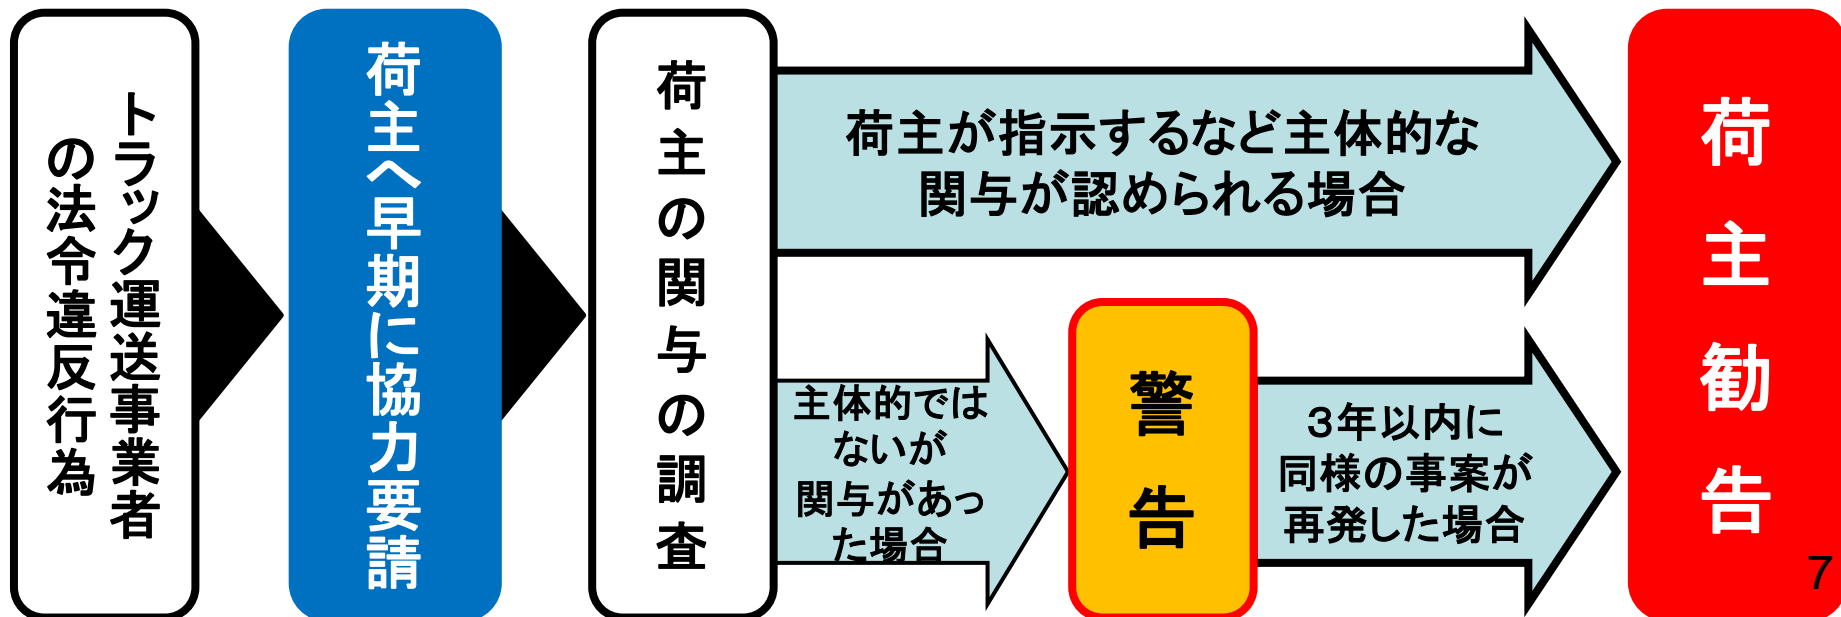 トラック運送事業者
の法令違反行為
荷主へ早期に協力要請
荷主の関与の調査
荷主が指示するなど主体的な
関与が認められる場合
主体的では
ないが
関与があっ
た場合
警告
３年以内に
同様の事案が
再発した場合
荷主勧告
7